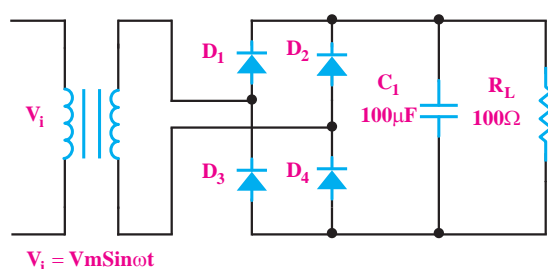 D1 D2
C1
100μF
RL
100Ω
Vi
D3 D4
Vi = VmSinωt